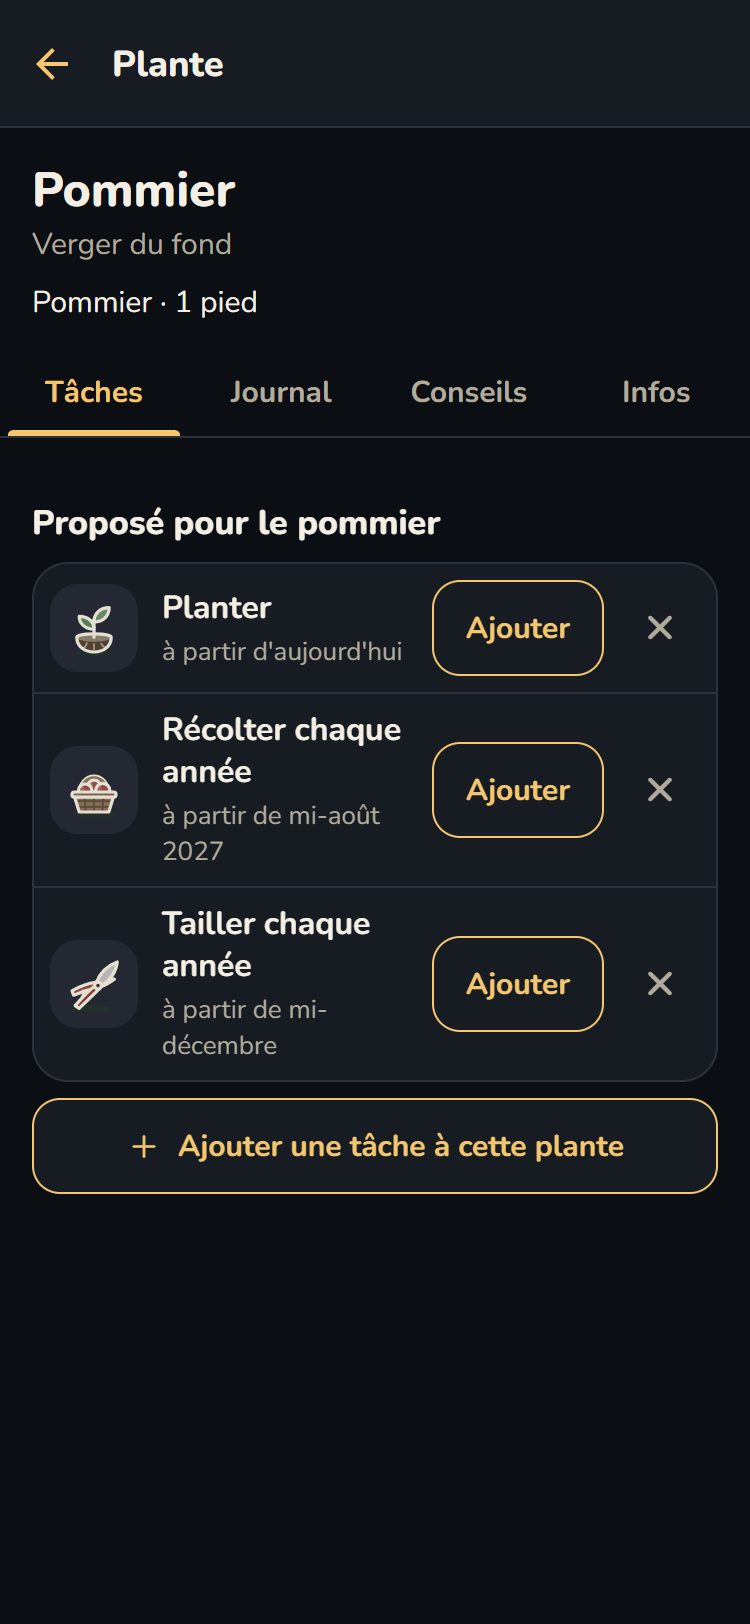 Plante
Pommier
Verger du fond
Pommier · 1 pied
Tâches
Journal
Conseils
Infos
Proposé pour le pommier
Planter
à partir d'aujourd'hui
Ajouter
Récolter chaque
année
à partir de mi-août
2027
Ajouter
Tailler chaque
année
à partir de mi-
décembre
Ajouter
Ajouter une tâche à cette plante